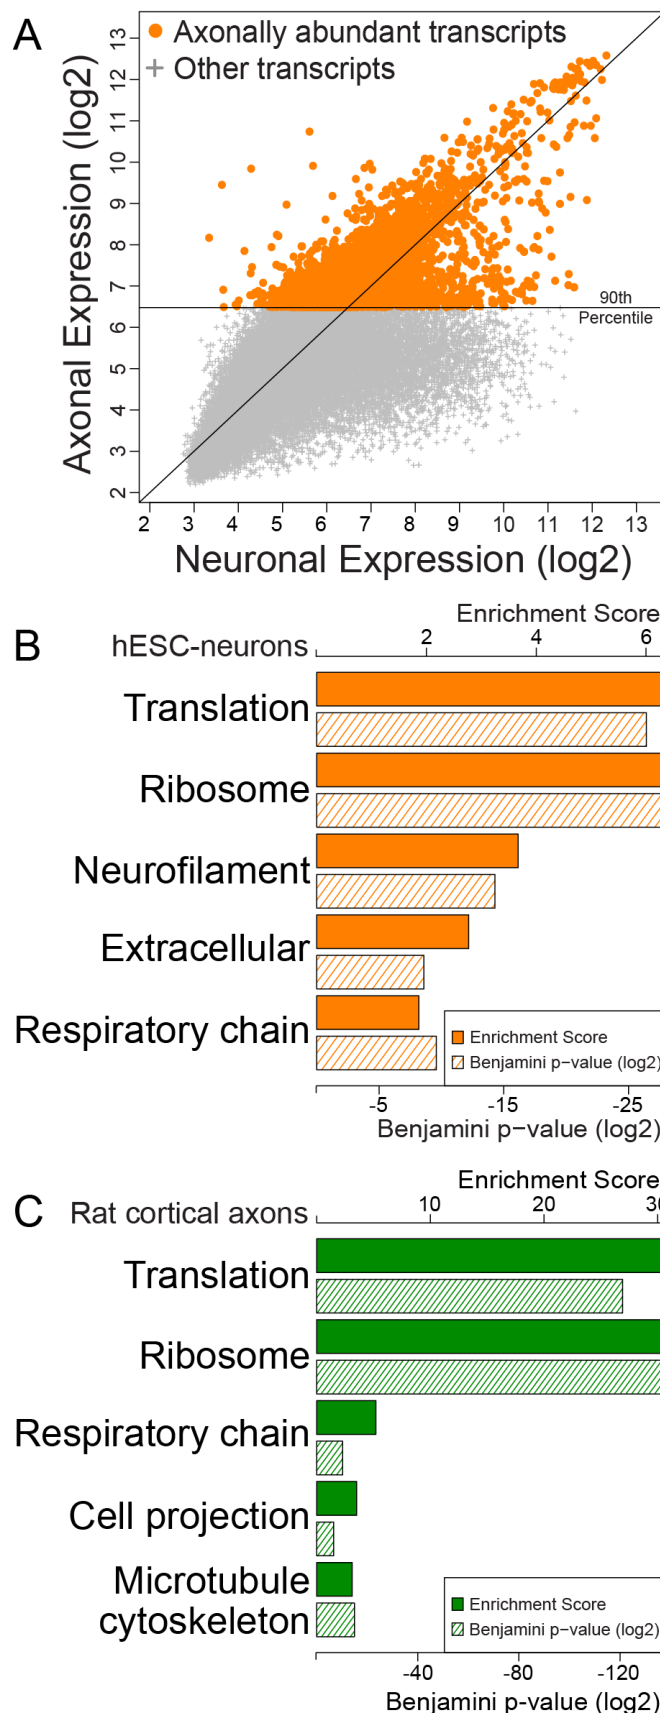 A
Axonally abundant transcripts
Other transcripts
Axonal Expression (log2)
13
12
11
10
9
8
7
6
5
4
3
2
90th
Percentile
2 3 4 5 6 7 8 9 10 11 12 13
Neuronal Expression (log2)
B
hESC-neurons
Enrichment Score
2 4 6
Translation
Ribosome
Neurofilament
Extracellular
Respiratory chain
Enrichment Score
Benjamini p-value (log2)
-5 -15 -25
Benjamini p−value (log2)
C
Rat cortical axons
Enrichment Score
10 20 30
Translation
Ribosome
Respiratory chain
Cell projection
Microtubule
cytoskeleton
Enrichment Score
Benjamini p−value (log2)
-40 -80 -120
Benjamini p-value (log2)